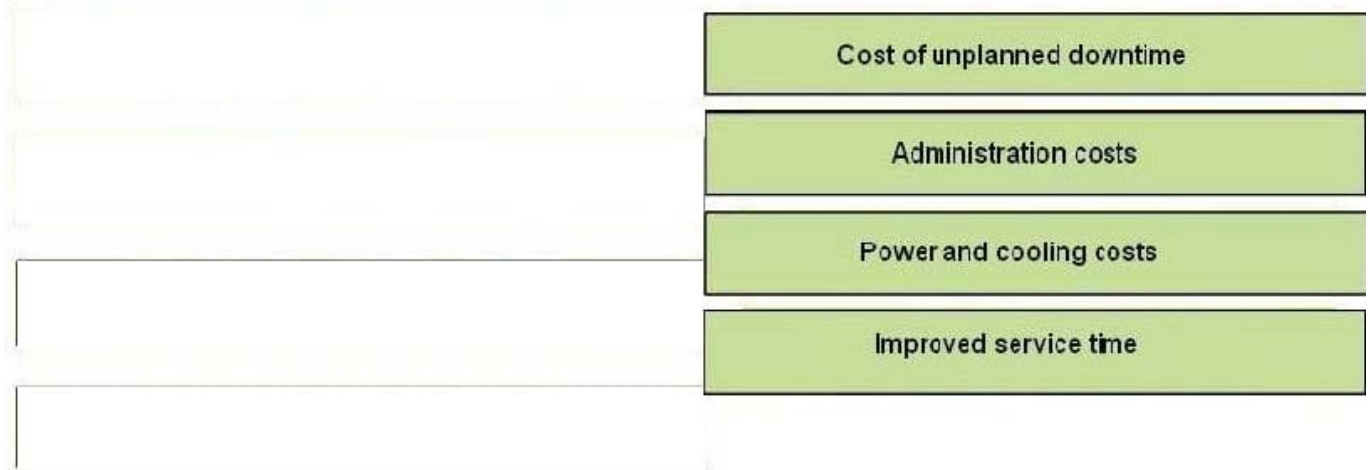 Cost of unplanned downtime
Administration costs
Power and cooling costs
Improved service time